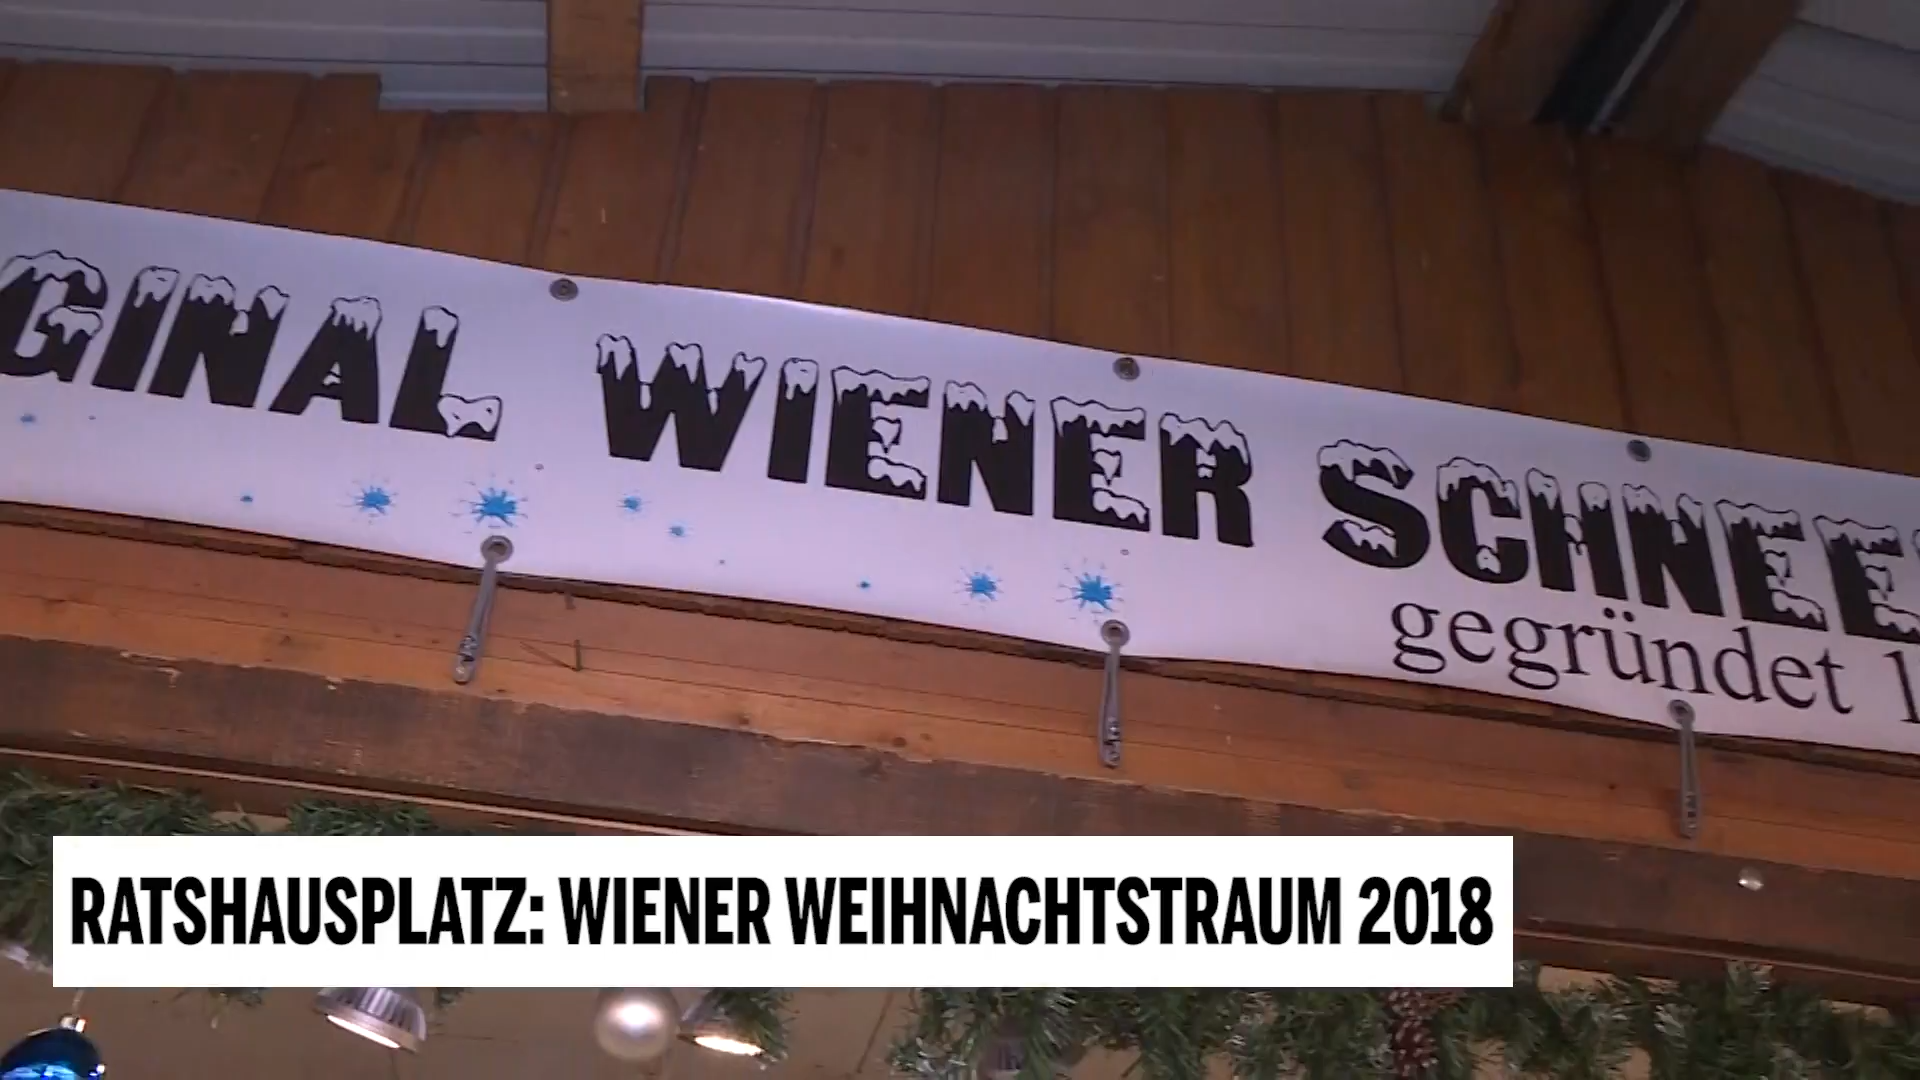 GINAL WIENER SCHNEE
gegründet 1
RATSHAUSPLATZ: WIENER WEIHNACHTSTRAUM 2018